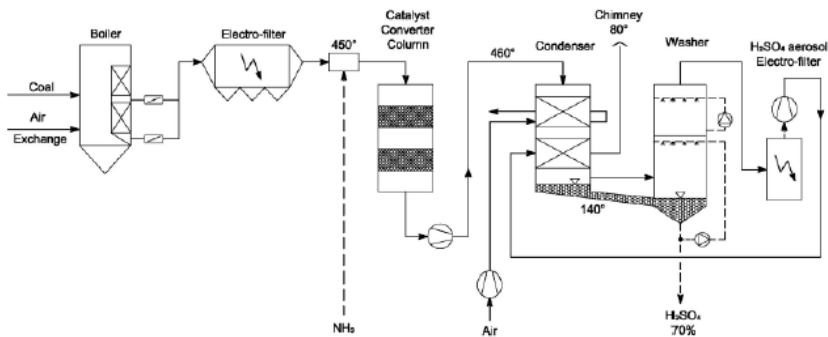 Boiler
Coal
Air
Exchange
Electro-filter
450°
NH₃
Catalyst
Converter
Column
460°
Condenser
Chimney
80°
Washer
H₂SO₄ aerosol
Electro-filter
140°
Air
H₂SO₄
70%